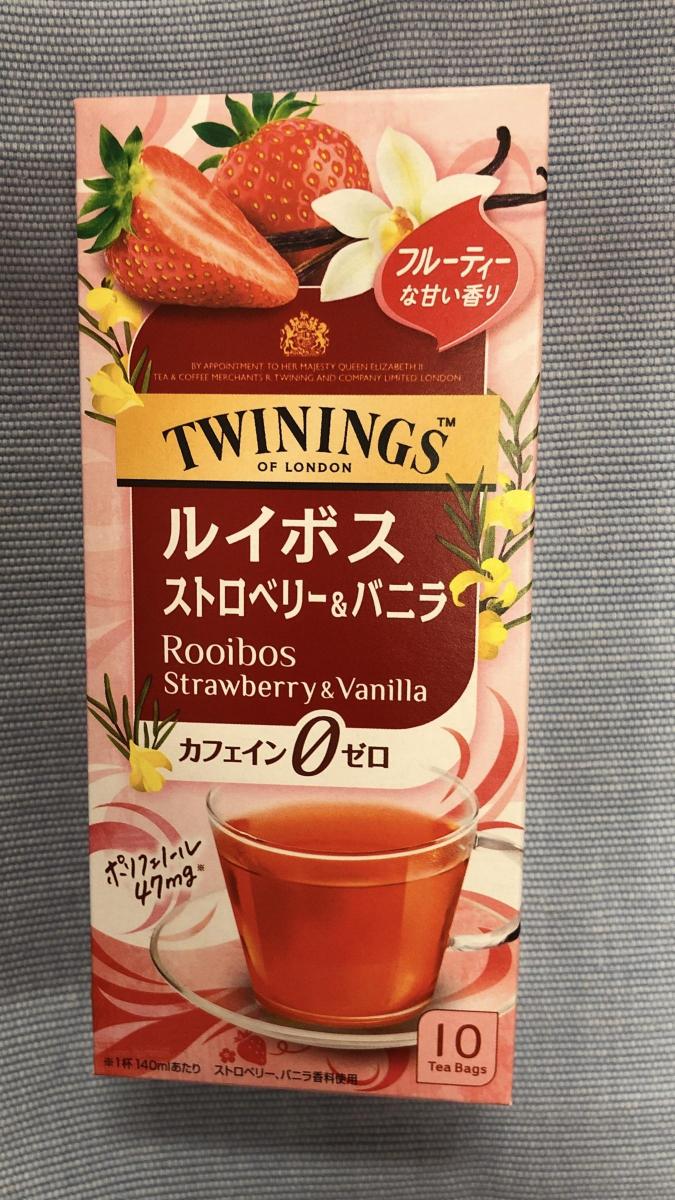 フルーティー
な甘い香り
BY APPOINTMENT TO HER MAJESTY QUEEN ELIZABETH II
TEA & COFFEE MERCHANTS R. TWINING AND COMPANY LIMITED LONDON
TWININGS™
OF LONDON
ルイボス
ストロベリー&バニラ
Rooibos
Strawberry&Vanilla
カフェイン0ゼロ
ポリフェノール
47mg※
10
Tea Bags
※1杯140mlあたり ストロベリー、バニラ香料使用